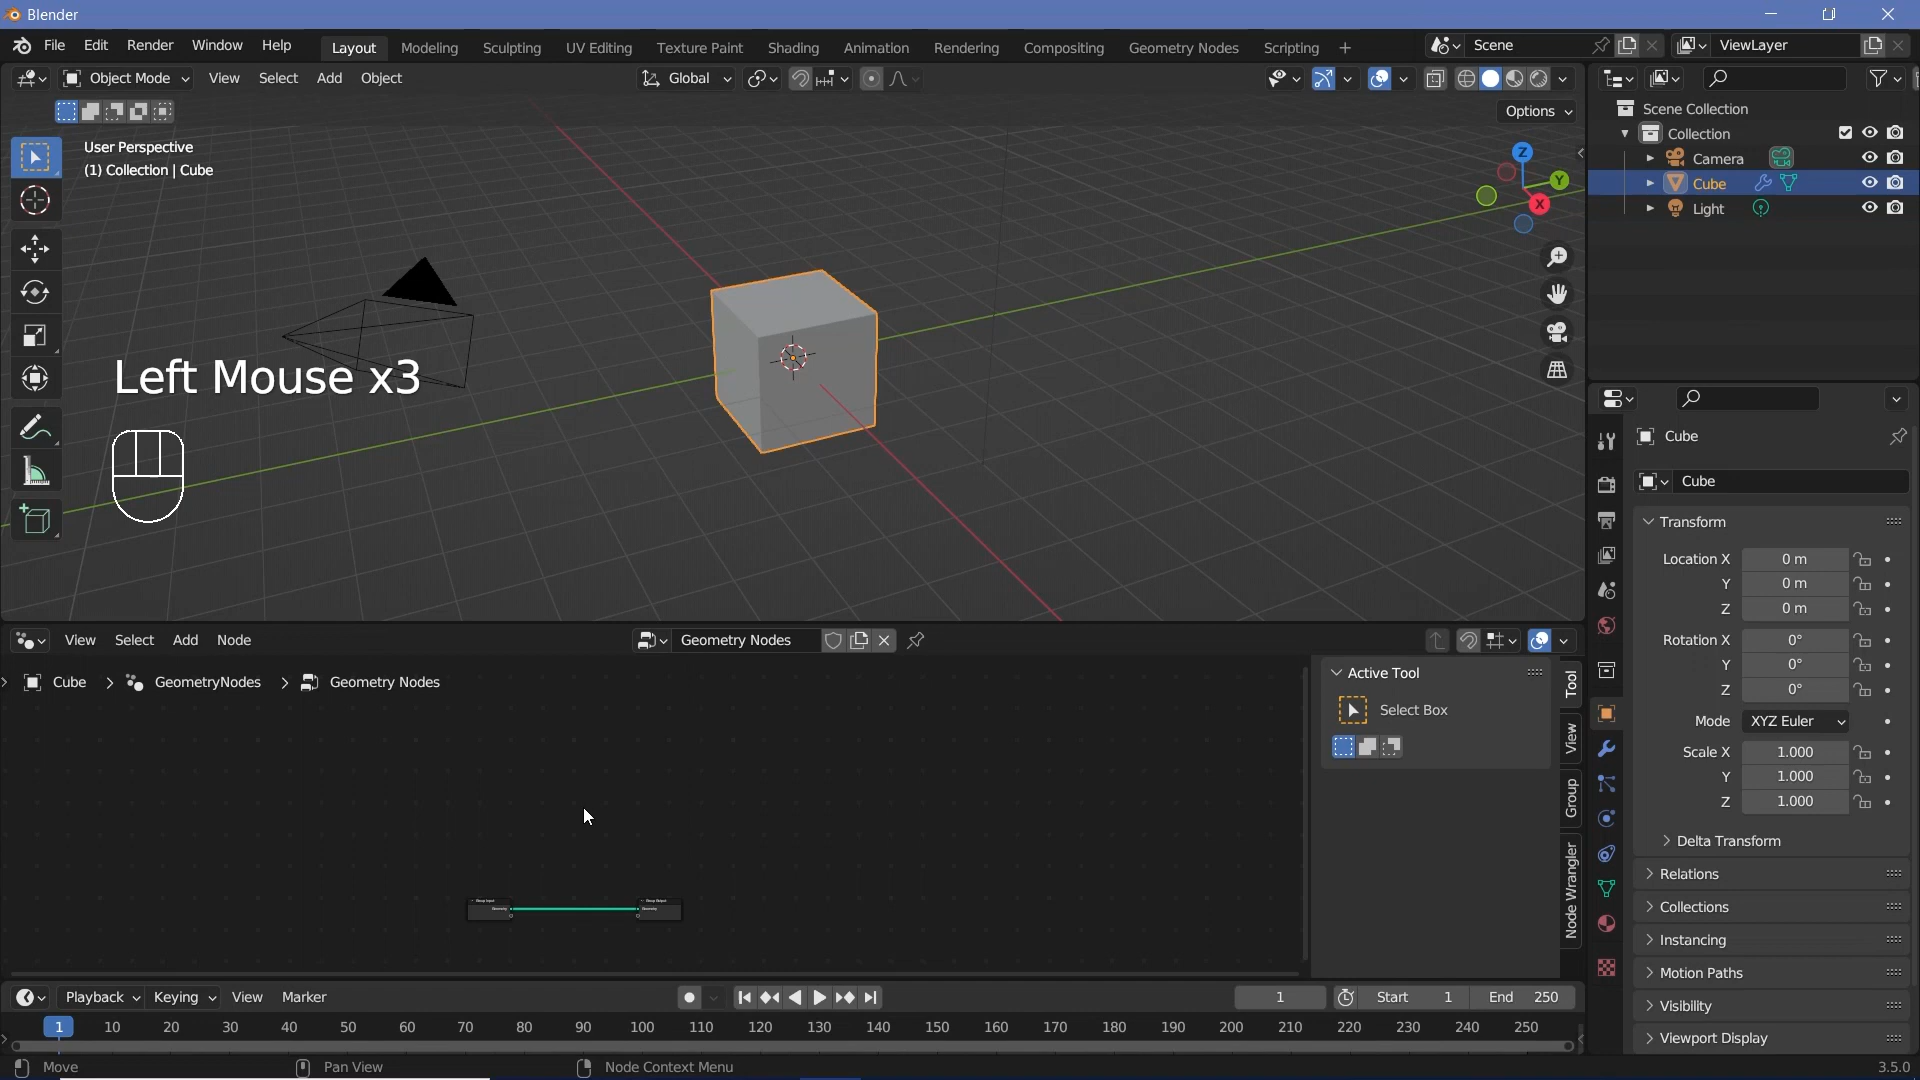 Blender
File Edit Render Window Help Layout Modeling Sculpting UV Editing Texture Paint Shading Animation Rendering Compositing Geometry Nodes Scripting + Scene ViewLayer
Object Mode View Select Add Object Global
Options
User Perspective
(1) Collection | Cube
Z
Y
X
Left Mouse x3
Scene Collection
Collection
Camera
Cube
Light
Cube
Cube
Transform
Location X 0 m
Y 0 m
Z 0 m
Rotation X 0°
Y 0°
Z 0°
Mode XYZ Euler
Scale X 1.000
Y 1.000
Z 1.000
Delta Transform
Relations
Collections
Instancing
Motion Paths
Visibility
Viewport Display
View Select Add Node Geometry Nodes
Cube > GeometryNodes > Geometry Nodes
Group Input
Geometry
Group Output
Geometry
Active Tool
Select Box
Tool
View
Group
Node Wrangler
Playback Keying View Marker 1 Start 1 End 250
1 10 20 30 40 50 60 70 80 90 100 110 120 130 140 150 160 170 180 190 200 210 220 230 240 250
Move Pan View Node Context Menu 3.5.0